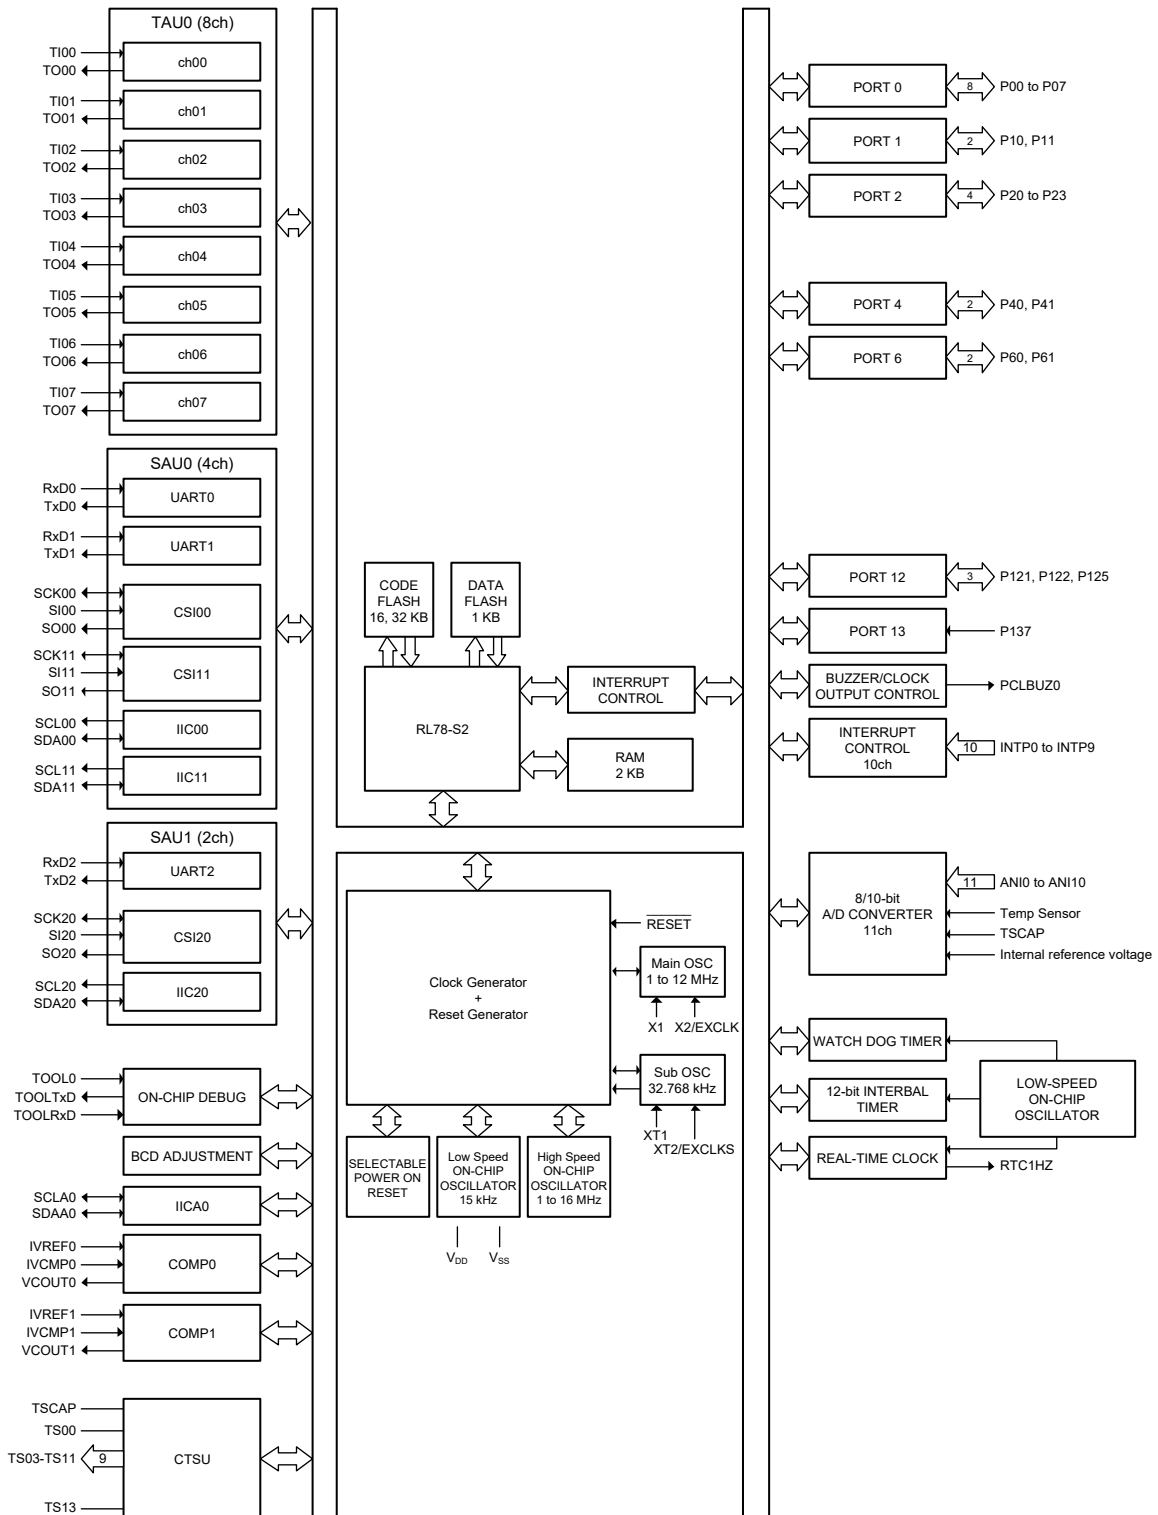 TAU0 (8ch)
TI00
TO00
ch00
TI01
TO01
ch01
TI02
TO02
ch02
TI03
TO03
ch03
TI04
TO04
ch04
TI05
TO05
ch05
TI06
TO06
ch06
TI07
TO07
ch07
SAU0 (4ch)
RxD0
TxD0
UART0
RxD1
TxD1
UART1
SCK00
SI00
SO00
CSI00
SCK11
SI11
SO11
CSI11
SCL00
SDA00
IIC00
SCL11
SDA11
IIC11
SAU1 (2ch)
RxD2
TxD2
UART2
SCK20
SI20
SO20
CSI20
SCL20
SDA20
IIC20
TOOL0
TOOLTxD
TOOLRxD
ON-CHIP DEBUG
BCD ADJUSTMENT
SCLA0
SDAA0
IICA0
IVREF0
IVCMP0
VCOUT0
COMP0
IVREF1
IVCMP1
VCOUT1
COMP1
TSCAP
TS00
TS03-TS11
9
TS13
CTSU
CODE
FLASH
16, 32 KB
DATA
FLASH
1 KB
RL78-S2
INTERRUPT
CONTROL
RAM
2 KB
Clock Generator
+
Reset Generator
RESET
Main OSC
1 to 12 MHz
X1
X2/EXCLK
Sub OSC
32.768 kHz
XT1
XT2/EXCLKS
SELECTABLE
POWER ON
RESET
Low Speed
ON-CHIP
OSCILLATOR
15 kHz
High Speed
ON-CHIP
OSCILLATOR
1 to 16 MHz
VDD
VSS
PORT 0
8
P00 to P07
PORT 1
2
P10, P11
PORT 2
4
P20 to P23
PORT 4
2
P40, P41
PORT 6
2
P60, P61
PORT 12
3
P121, P122, P125
PORT 13
P137
BUZZER/CLOCK
OUTPUT CONTROL
PCLBUZ0
INTERRUPT
CONTROL
10ch
10
INTP0 to INTP9
8/10-bit
A/D CONVERTER
11ch
11
ANI0 to ANI10
Temp Sensor
TSCAP
Internal reference voltage
WATCH DOG TIMER
12-bit INTERBAL
TIMER
REAL-TIME CLOCK
LOW-SPEED
ON-CHIP
OSCILLATOR
RTC1HZ